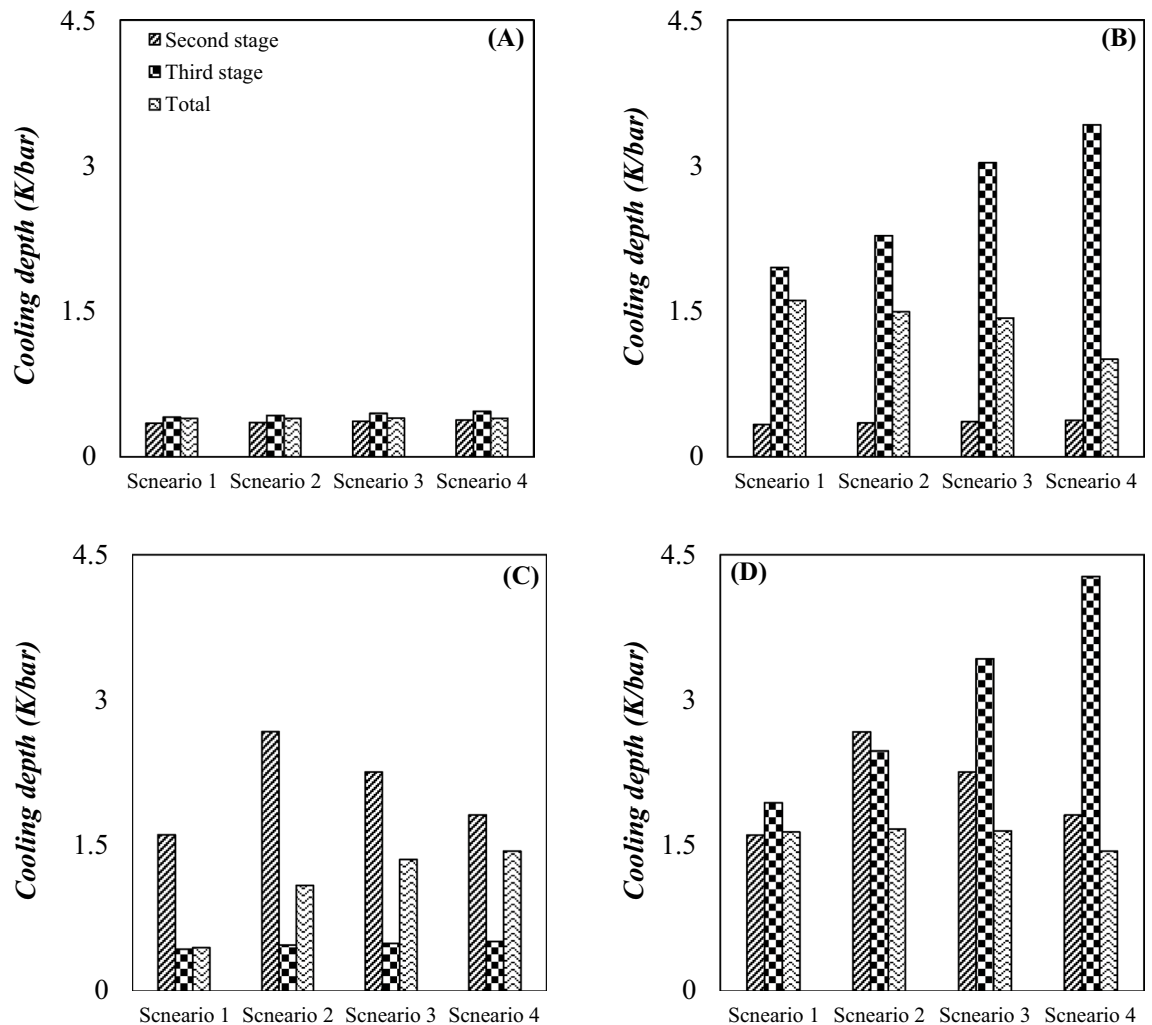 4.5
(A)
Second stage
Third stage
Total
3
1.5
0
Cooling depth (K/bar)
Scneario 1 Scneario 2 Scneario 3 Scneario 4
4.5
(B)
3
1.5
0
Cooling depth (K/bar)
Scneario 1 Scneario 2 Scneario 3 Scneario 4
4.5
(C)
3
1.5
0
Cooling depth (K/bar)
Scneario 1 Scneario 2 Scneario 3 Scneario 4
4.5
(D)
3
1.5
0
Cooling depth (K/bar)
Scneario 1 Scneario 2 Scneario 3 Scneario 4